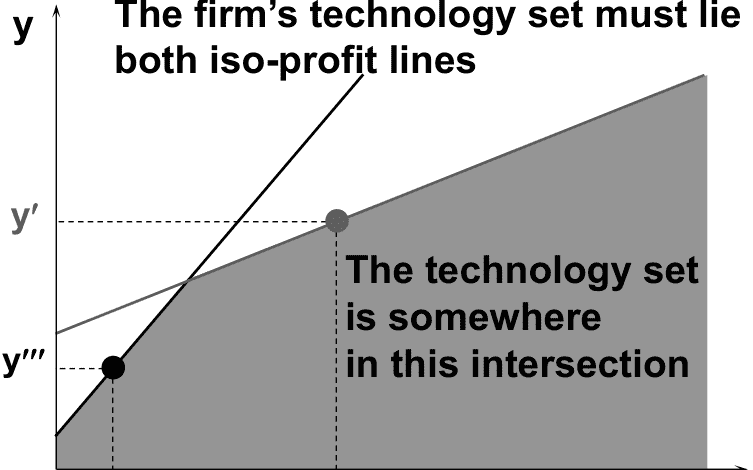 The firm's technology set must lie
both iso-profit lines
y
y′
The technology set
is somewhere
in this intersection
y′′′